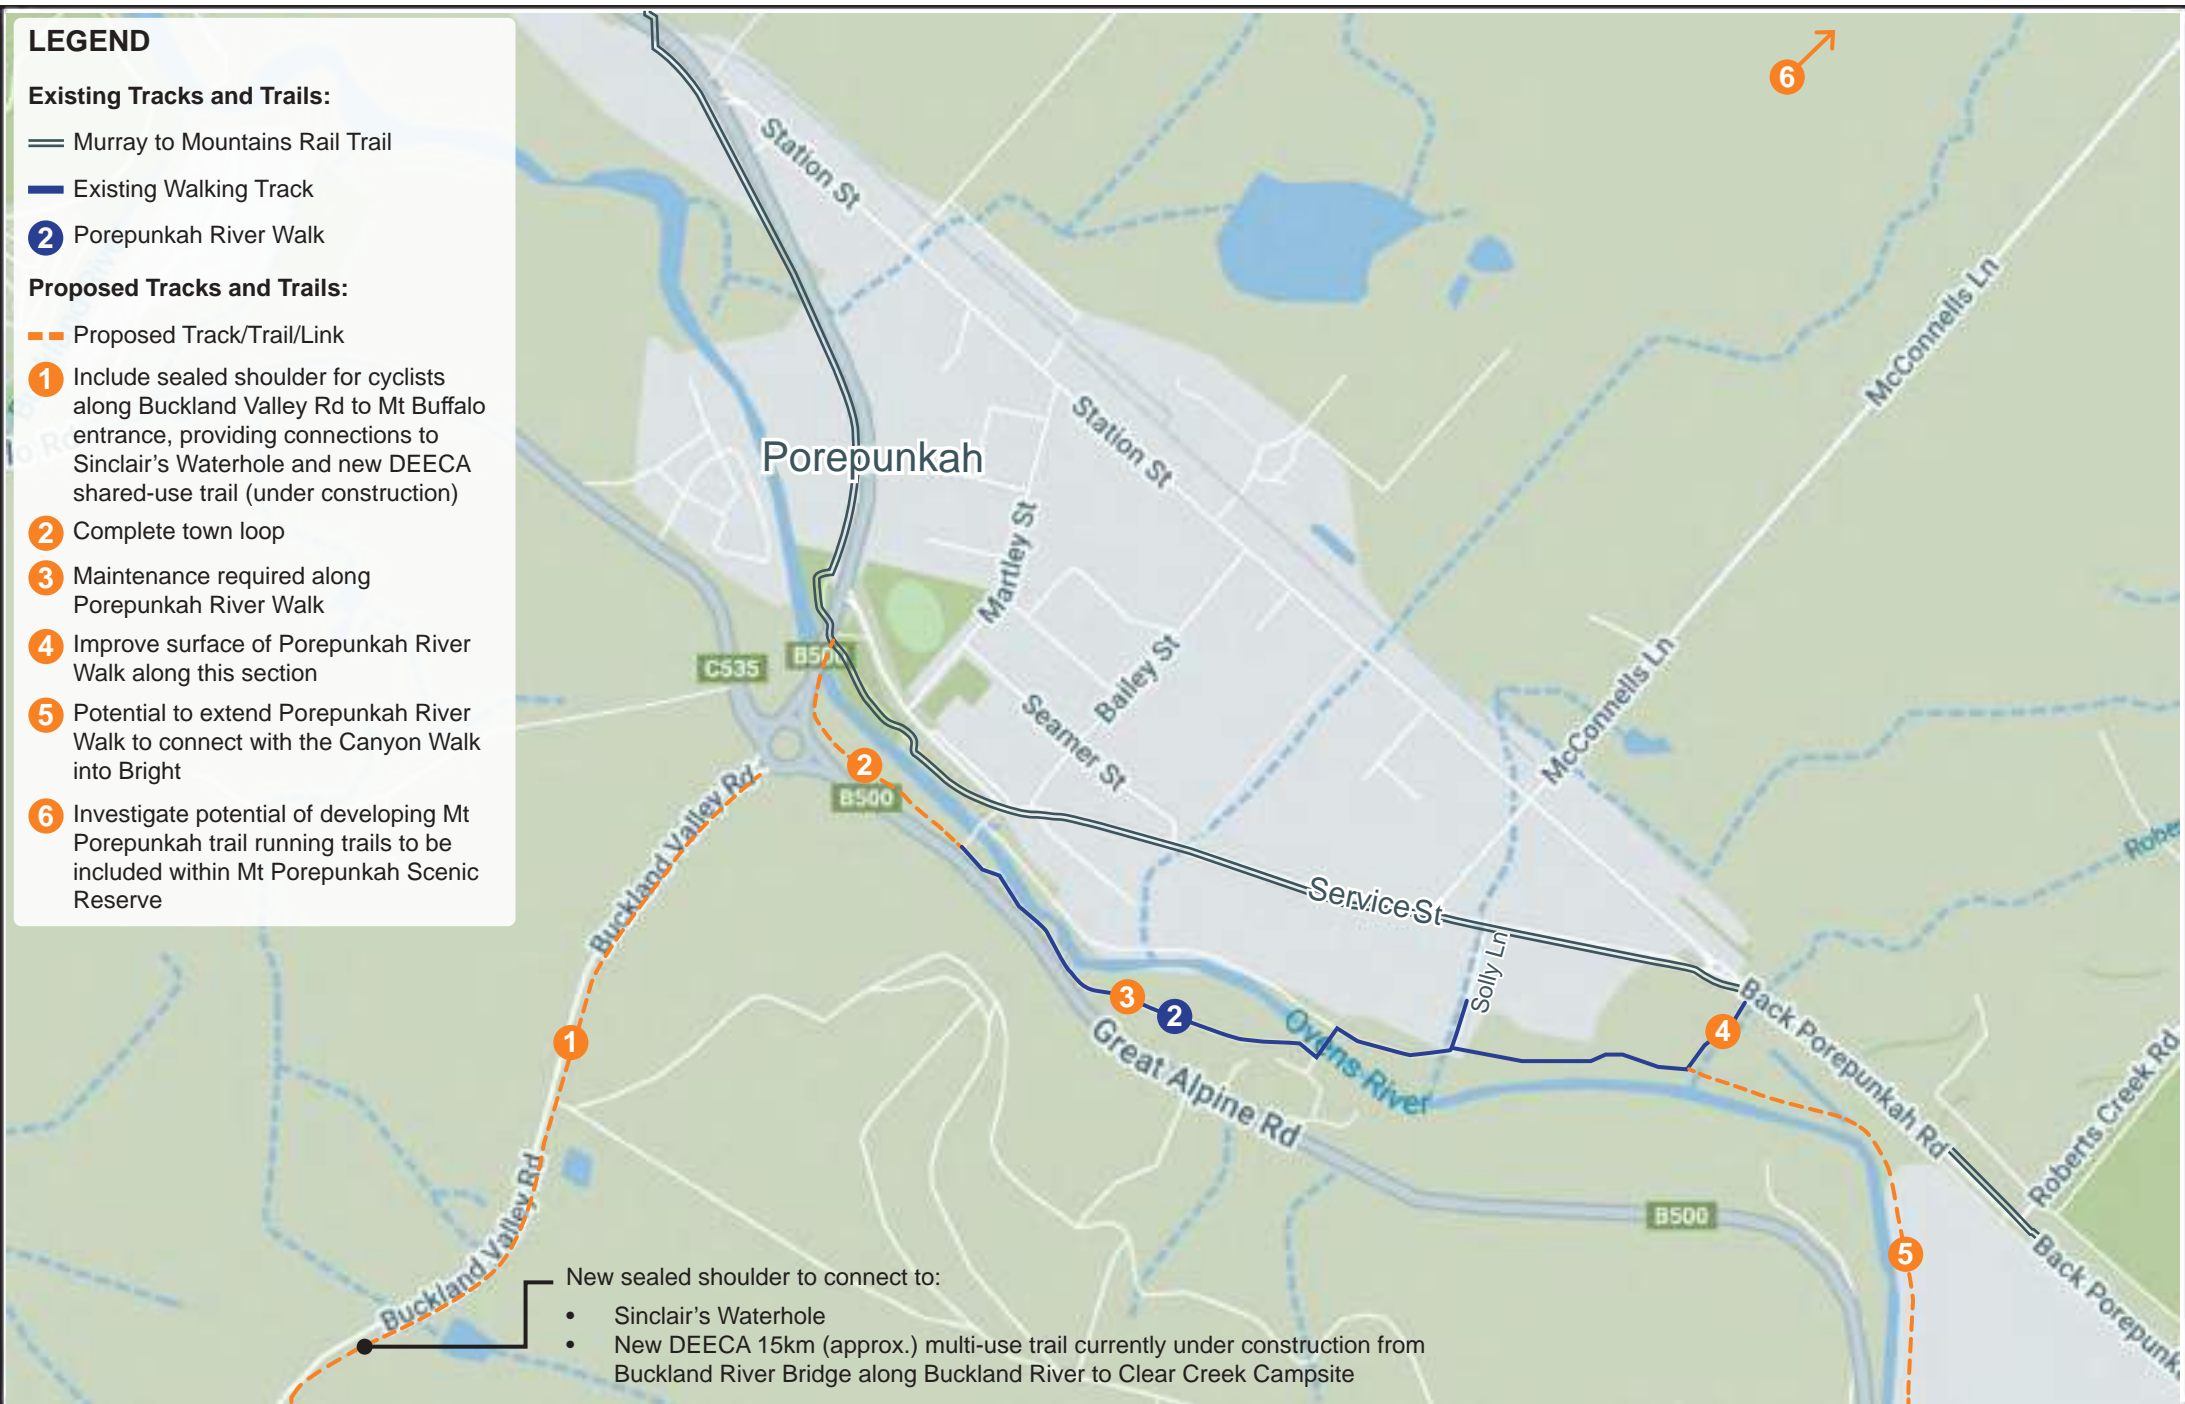 LEGEND
Existing Tracks and Trails:
Murray to Mountains Rail Trail
Existing Walking Track
2 Porepunkah River Walk
Proposed Tracks and Trails:
Proposed Track/Trail/Link
1 Include sealed shoulder for cyclists
along Buckland Valley Rd to Mt Buffalo
entrance, providing connections to
Sinclair's Waterhole and new DEECA
shared-use trail (under construction)
2 Complete town loop
3 Maintenance required along
Porepunkah River Walk
4 Improve surface of Porepunkah River
Walk along this section
5 Potential to extend Porepunkah River
Walk to connect with the Canyon Walk
into Bright
6 Investigate potential of developing Mt
Porepunkah trail running trails to be
included within Mt Porepunkah Scenic
Reserve
6
Station St
McConnells Ln
Porepunkah
Station St
Martley St
C535
B500
Bailey St
Seamer St
McConnells Ln
2
B500
Buckland Valley Rd
Service St
Solly Ln
3
2
4
1
Ovens River
Great Alpine Rd
Back Porepunkah Rd
Roberts Creek Rd
Buckland Valley Rd
B500
5
Back Porepunk
New sealed shoulder to connect to:
• Sinclair's Waterhole
• New DEECA 15km (approx.) multi-use trail currently under construction from
Buckland River Bridge along Buckland River to Clear Creek Campsite